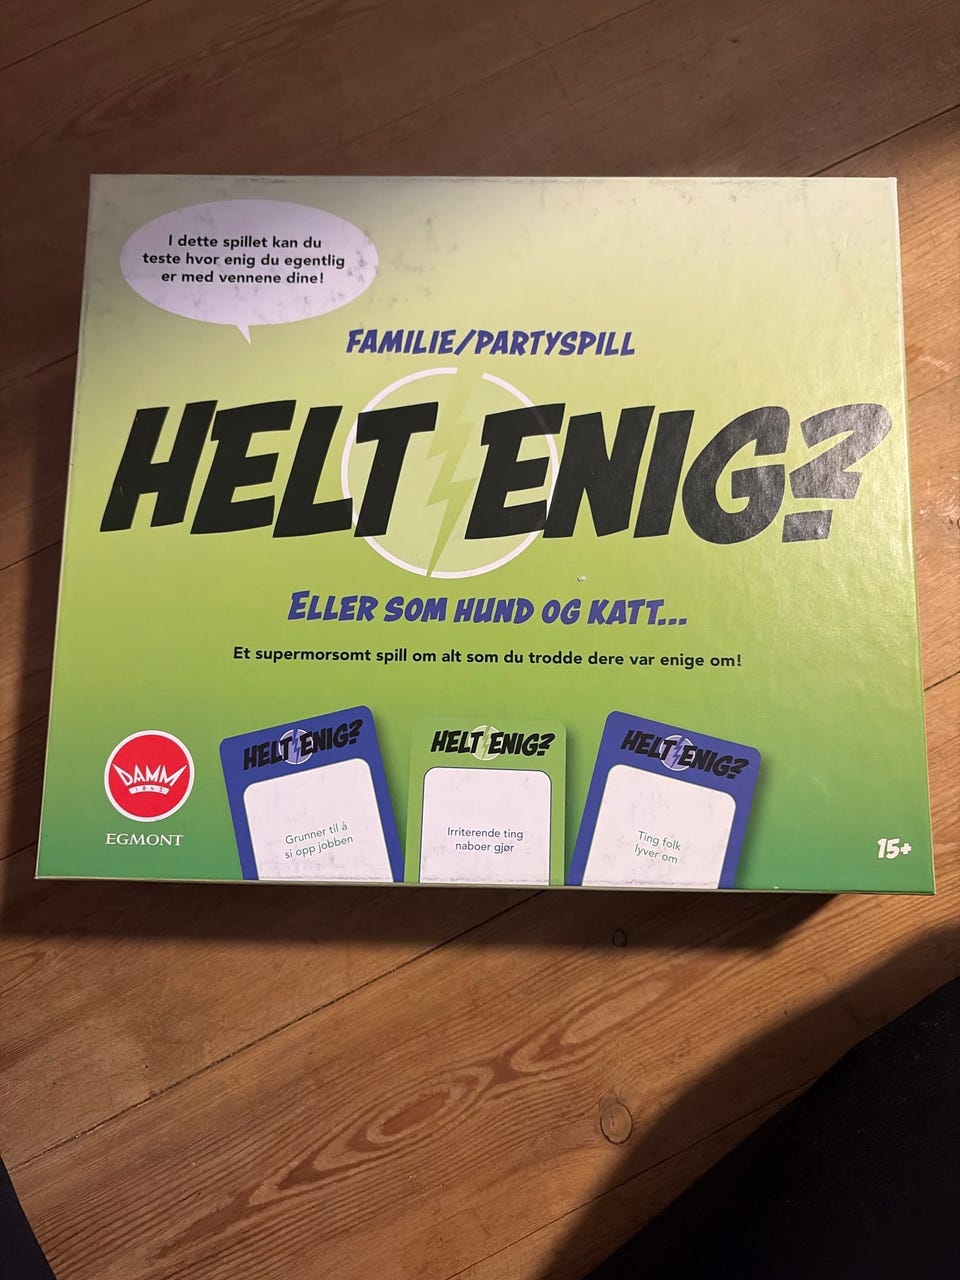 I dette spillet kan du
teste hvor enig du egentlig
er med vennene dine!
FAMILIE/PARTYSPILL
HELT ENIG?
ELLER SOM HUND OG KATT...
Et supermorsomt spill om alt som du trodde dere var enige om!
DAMM
1843
EGMONT
HELT ENIG?
Grunner til å
si opp jobben
HELT ENIG?
Irriterende ting
naboer gjør
HELT ENIG?
Ting folk
lyver om
15+